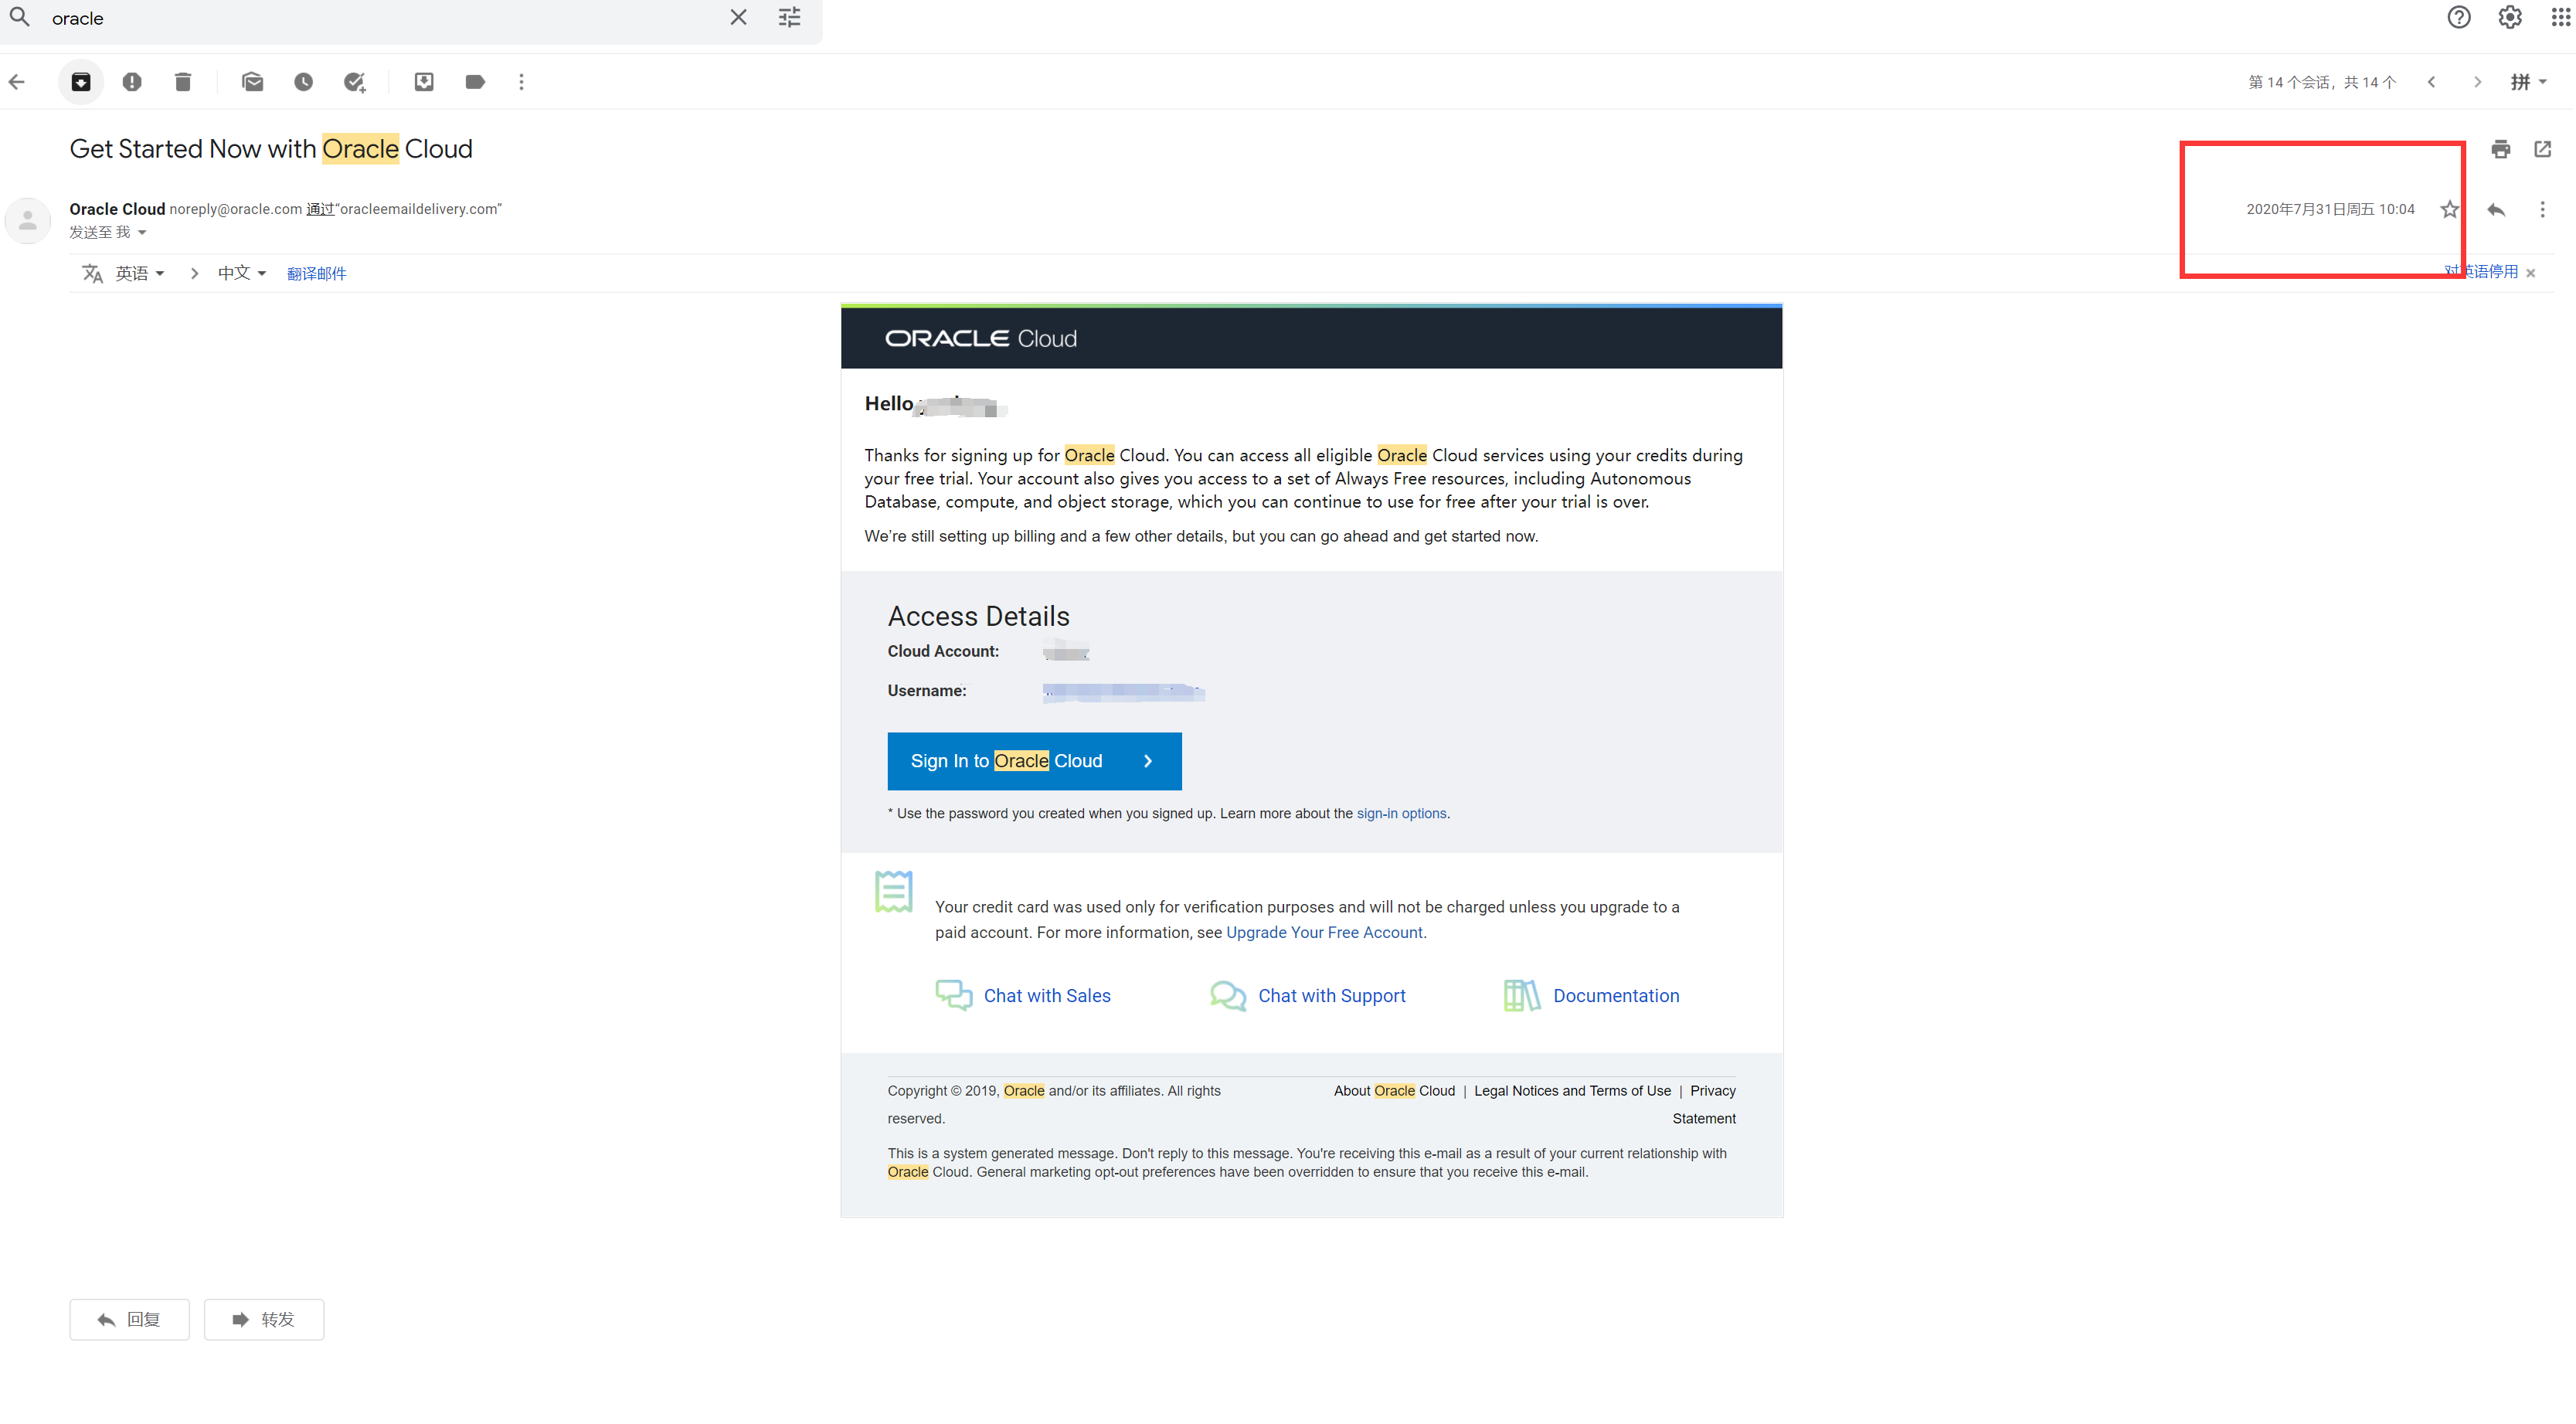 oracle
第 14 个会话，共 14 个
拼
Get Started Now with Oracle Cloud
Oracle Cloud noreply@oracle.com 通过“oracleemaildelivery.com”
2020年7月31日周五 10:04
发送至 我
英语 中文 翻译邮件
对英语停用
ORACLE Cloud
Hello
Thanks for signing up for Oracle Cloud. You can access all eligible Oracle Cloud services using your credits during
your free trial. Your account also gives you access to a set of Always Free resources, including Autonomous
Database, compute, and object storage, which you can continue to use for free after your trial is over.
We’re still setting up billing and a few other details, but you can go ahead and get started now.
Access Details
Cloud Account:
Username:
Sign In to Oracle Cloud
* Use the password you created when you signed up. Learn more about the sign-in options.
Your credit card was used only for verification purposes and will not be charged unless you upgrade to a
paid account. For more information, see Upgrade Your Free Account.
Chat with Sales
Chat with Support
Documentation
Copyright © 2019, Oracle and/or its affiliates. All rights
reserved.
About Oracle Cloud | Legal Notices and Terms of Use | Privacy
Statement
This is a system generated message. Don't reply to this message. You're receiving this e-mail as a result of your current relationship with
Oracle Cloud. General marketing opt-out preferences have been overridden to ensure that you receive this e-mail.
回复
转发